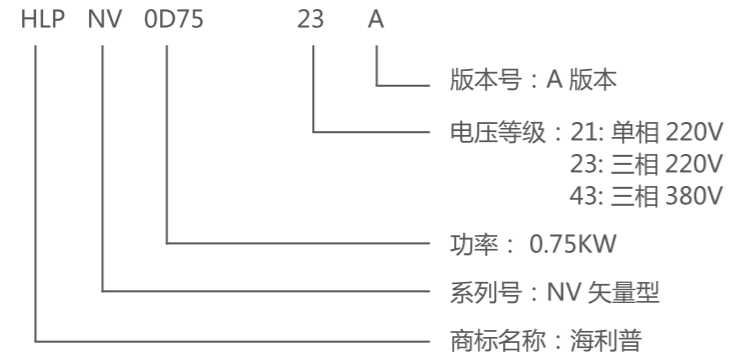 HLP NV 0D75 23 A
版本号：A 版本
电压等级：21: 单相 220V
23: 三相 220V
43: 三相 380V
功率： 0.75KW
系列号：NV 矢量型
商标名称：海利普